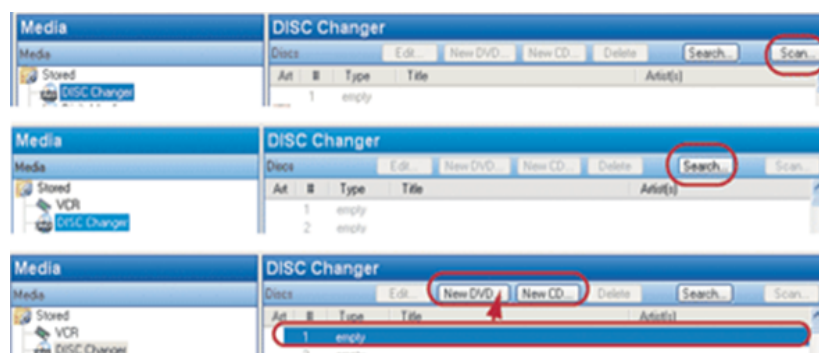 Media DISC Changer
Media Discs Edit... New DVD... New CD... Delete Search... Scan...
Stored Art # Type Title Artist(s)
DISC Changer 1 empty
Media DISC Changer
Media Discs Edit... New DVD... New CD... Delete Search... Scan...
Stored Art # Type Title Artist(s)
VCR 1 empty
DISC Changer 2 empty
Media DISC Changer
Media Discs Edit... New DVD... New CD... Delete Search... Scan...
Stored Art # Type Title Artist(s)
VCR 1 empty
DISC Changer